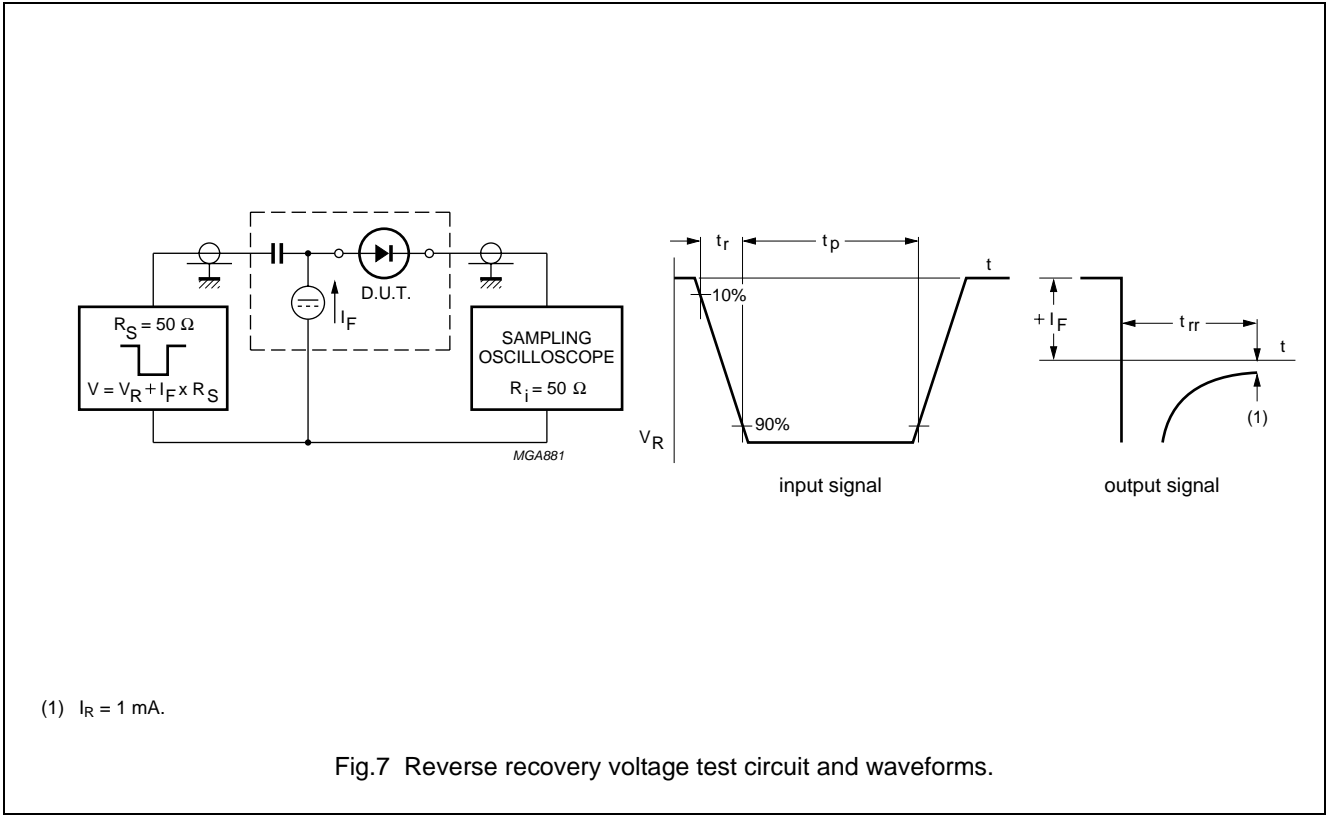 R_S = 50 Ω
V = V_R + I_F x R_S
I_F
D.U.T.
SAMPLING
OSCILLOSCOPE
R_i = 50 Ω
MGA881
t_r
t_p
t
10%
90%
V_R
input signal
+ I_F
t_rr
t
(1)
output signal
(1) I_R = 1 mA.
Fig.7 Reverse recovery voltage test circuit and waveforms.